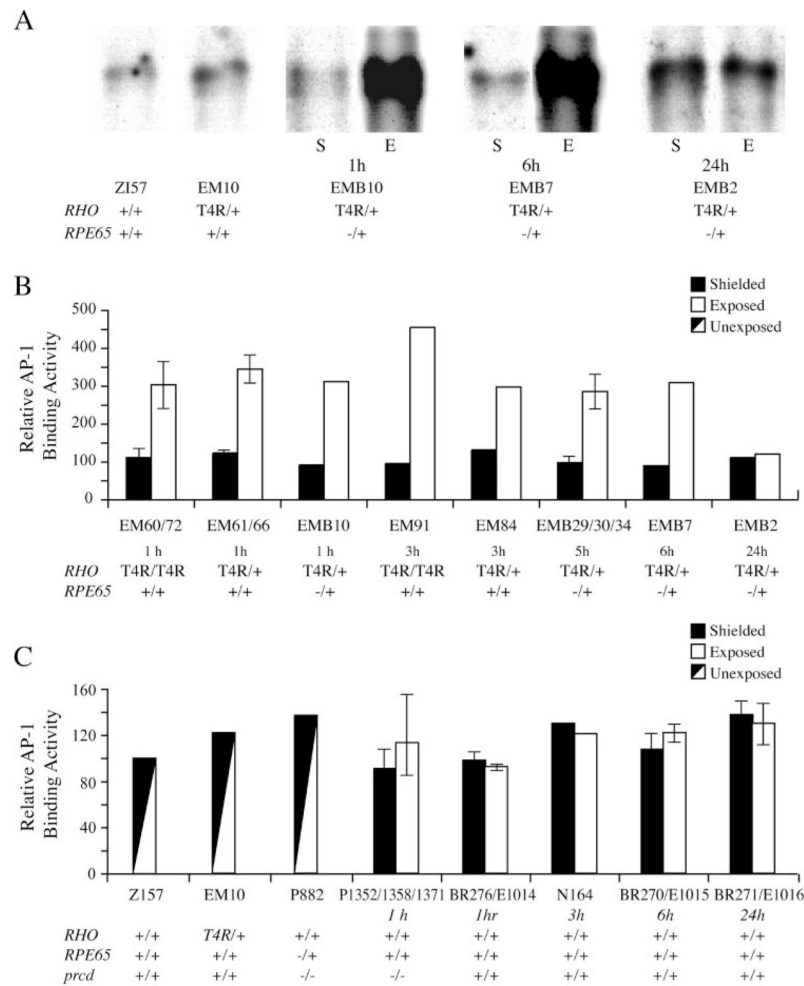 A
S E S E S E
1h 6h 24h
ZI57 EM10 EMB10 EMB7 EMB2
RHO +/+ T4R/+ T4R/+ T4R/+ T4R/+
RPE65 +/+ +/+ -/+ -/+ -/+
B
Shielded
Exposed
Unexposed
Relative AP-1
Binding Activity
500
400
300
200
100
0
EM60/72 EM61/66 EMB10 EM91 EM84 EMB29/30/34 EMB7 EMB2
1 h 1h 1 h 3h 3h 5h 6h 24h
RHO T4R/T4R T4R/+ T4R/+ T4R/T4R T4R/+ T4R/+ T4R/+ T4R/+
RPE65 +/+ +/+ -/+ +/+ +/+ -/+ -/+ -/+
Shielded
Exposed
Unexposed
C
Relative AP-1
Binding Activity
160
120
80
40
0
Z157 EM10 P882 P1352/1358/1371 BR276/E1014 N164 BR270/E1015 BR271/E1016
1 h 1hr 3h 6h 24h
RHO +/+ T4R/+ +/+ +/+ +/+ +/+ +/+ +/+
RPE65 +/+ +/+ -/+ +/+ +/+ +/+ +/+ +/+
prcd +/+ +/+ -/- -/- +/+ +/+ +/+ +/+